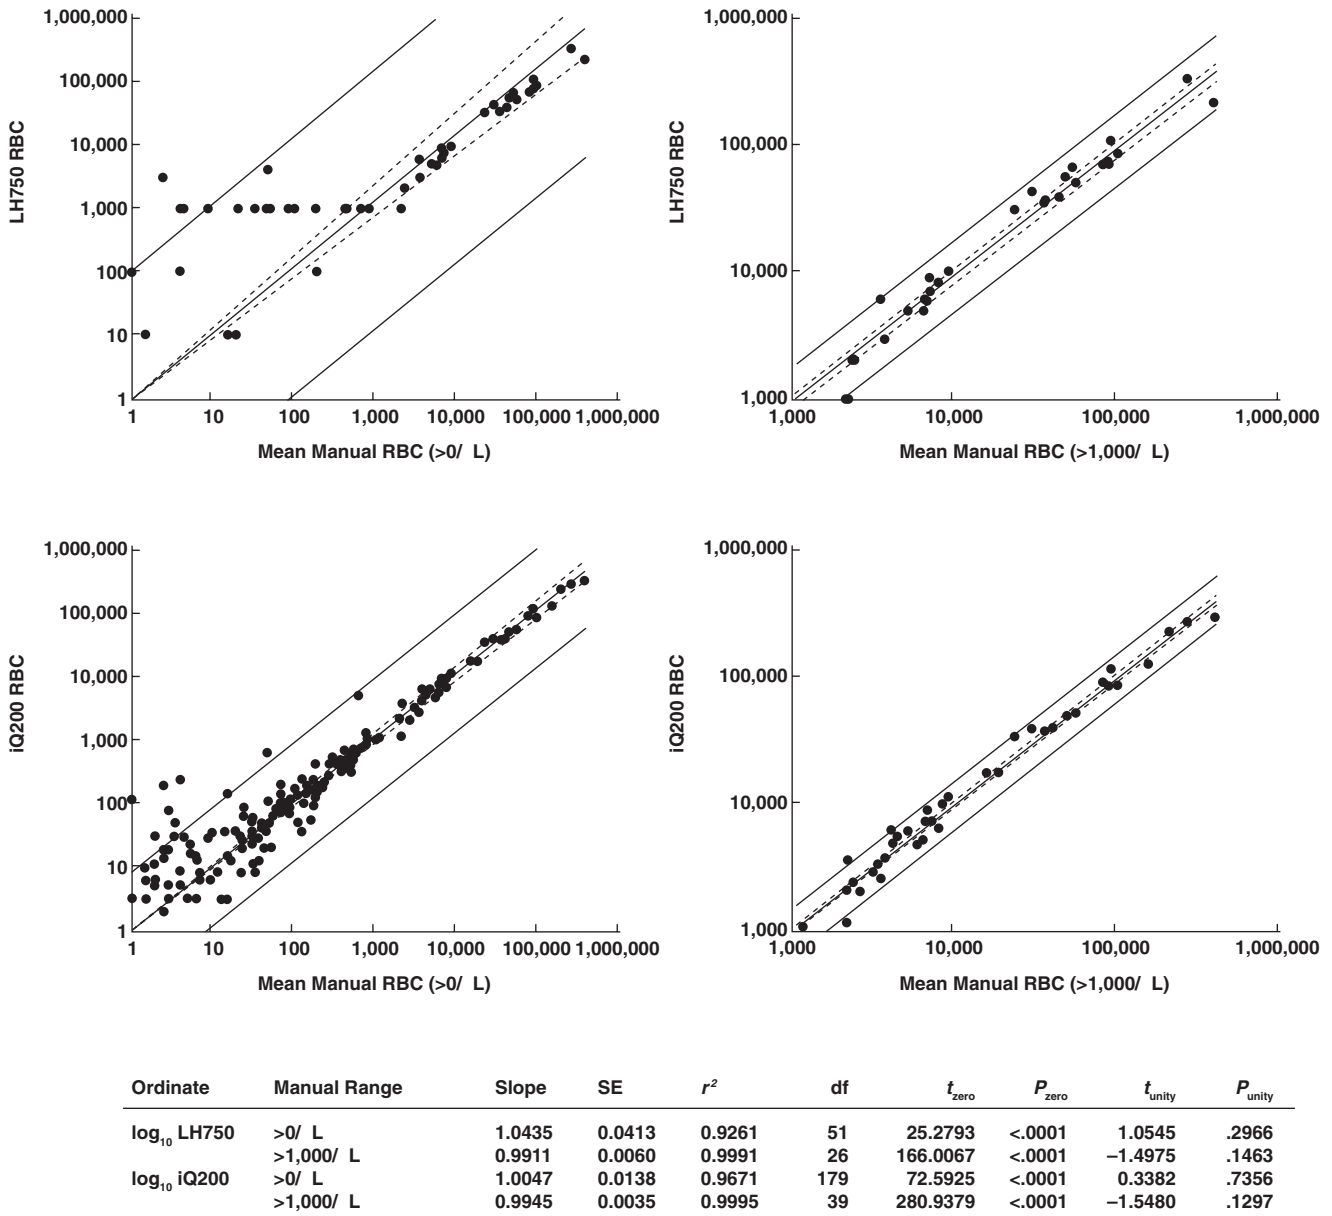 1,000,000
100,000
10,000
1,000
100
10
1
LH750 RBC
1 10 100 1,000 10,000 100,000 1,000,000
Mean Manual RBC (>0/ L)
1,000,000
100,000
10,000
1,000
LH750 RBC
1,000 10,000 100,000 1,000,000
Mean Manual RBC (>1,000/ L)
1,000,000
100,000
10,000
1,000
100
10
1
iQ200 RBC
1 10 100 1,000 10,000 100,000 1,000,000
Mean Manual RBC (>0/ L)
1,000,000
100,000
10,000
1,000
iQ200 RBC
1,000 10,000 100,000 1,000,000
Mean Manual RBC (>1,000/ L)
Ordinate Manual Range Slope SE r² df t_zero P_zero t_unity P_unity
log₁₀ LH750 >0/ L 1.0435 0.0413 0.9261 51 25.2793 <.0001 1.0545 .2966
>1,000/ L 0.9911 0.0060 0.9991 26 166.0067 <.0001 –1.4975 .1463
log₁₀ iQ200 >0/ L 1.0047 0.0138 0.9671 179 72.5925 <.0001 0.3382 .7356
>1,000/ L 0.9945 0.0035 0.9995 39 280.9379 <.0001 –1.5480 .1297